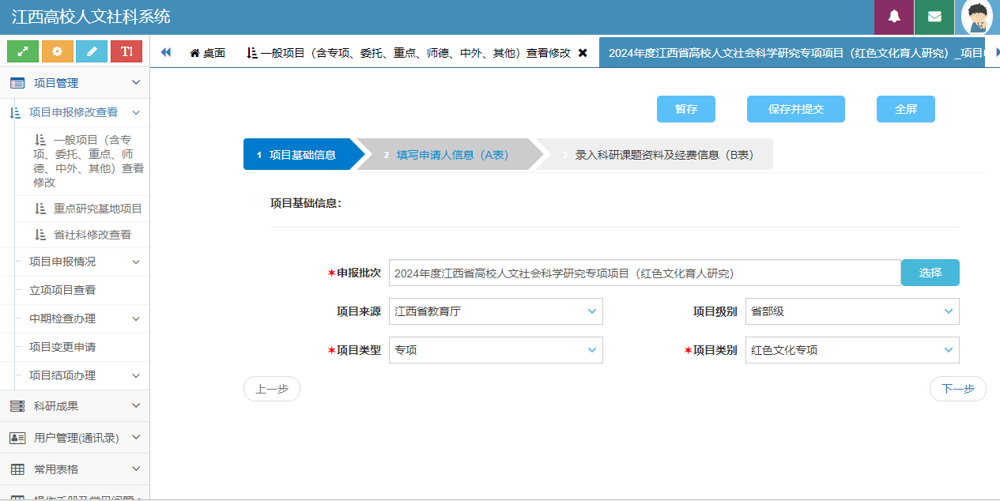 江西高校人文社科系统
T!
桌面
一般项目（含专项、委托、重点、师德、中外、其他）查看修改
2024年度江西省高校人文社会科学研究专项项目（红色文化育人研究）_项目
项目管理
项目申报修改查看
一般项目（含专
项、委托、重点、师
德、中外、其他）查看
修改
重点研究基地项目
省社科修改查看
项目申报情况
立项项目查看
中期检查办理
项目变更申请
项目结项办理
科研成果
用户管理(通讯录)
常用表格
操作手册及常见问题
暂存
保存并提交
全屏
1 项目基础信息
2 填写申请人信息（A表）
3 录入科研课题资料及经费信息（B表）
项目基础信息:
*申报批次 2024年度江西省高校人文社会科学研究专项项目（红色文化育人研究） 选择
项目来源 江西省教育厅 项目级别 省部级
*项目类型 专项 *项目类别 红色文化专项
上一步
下一步